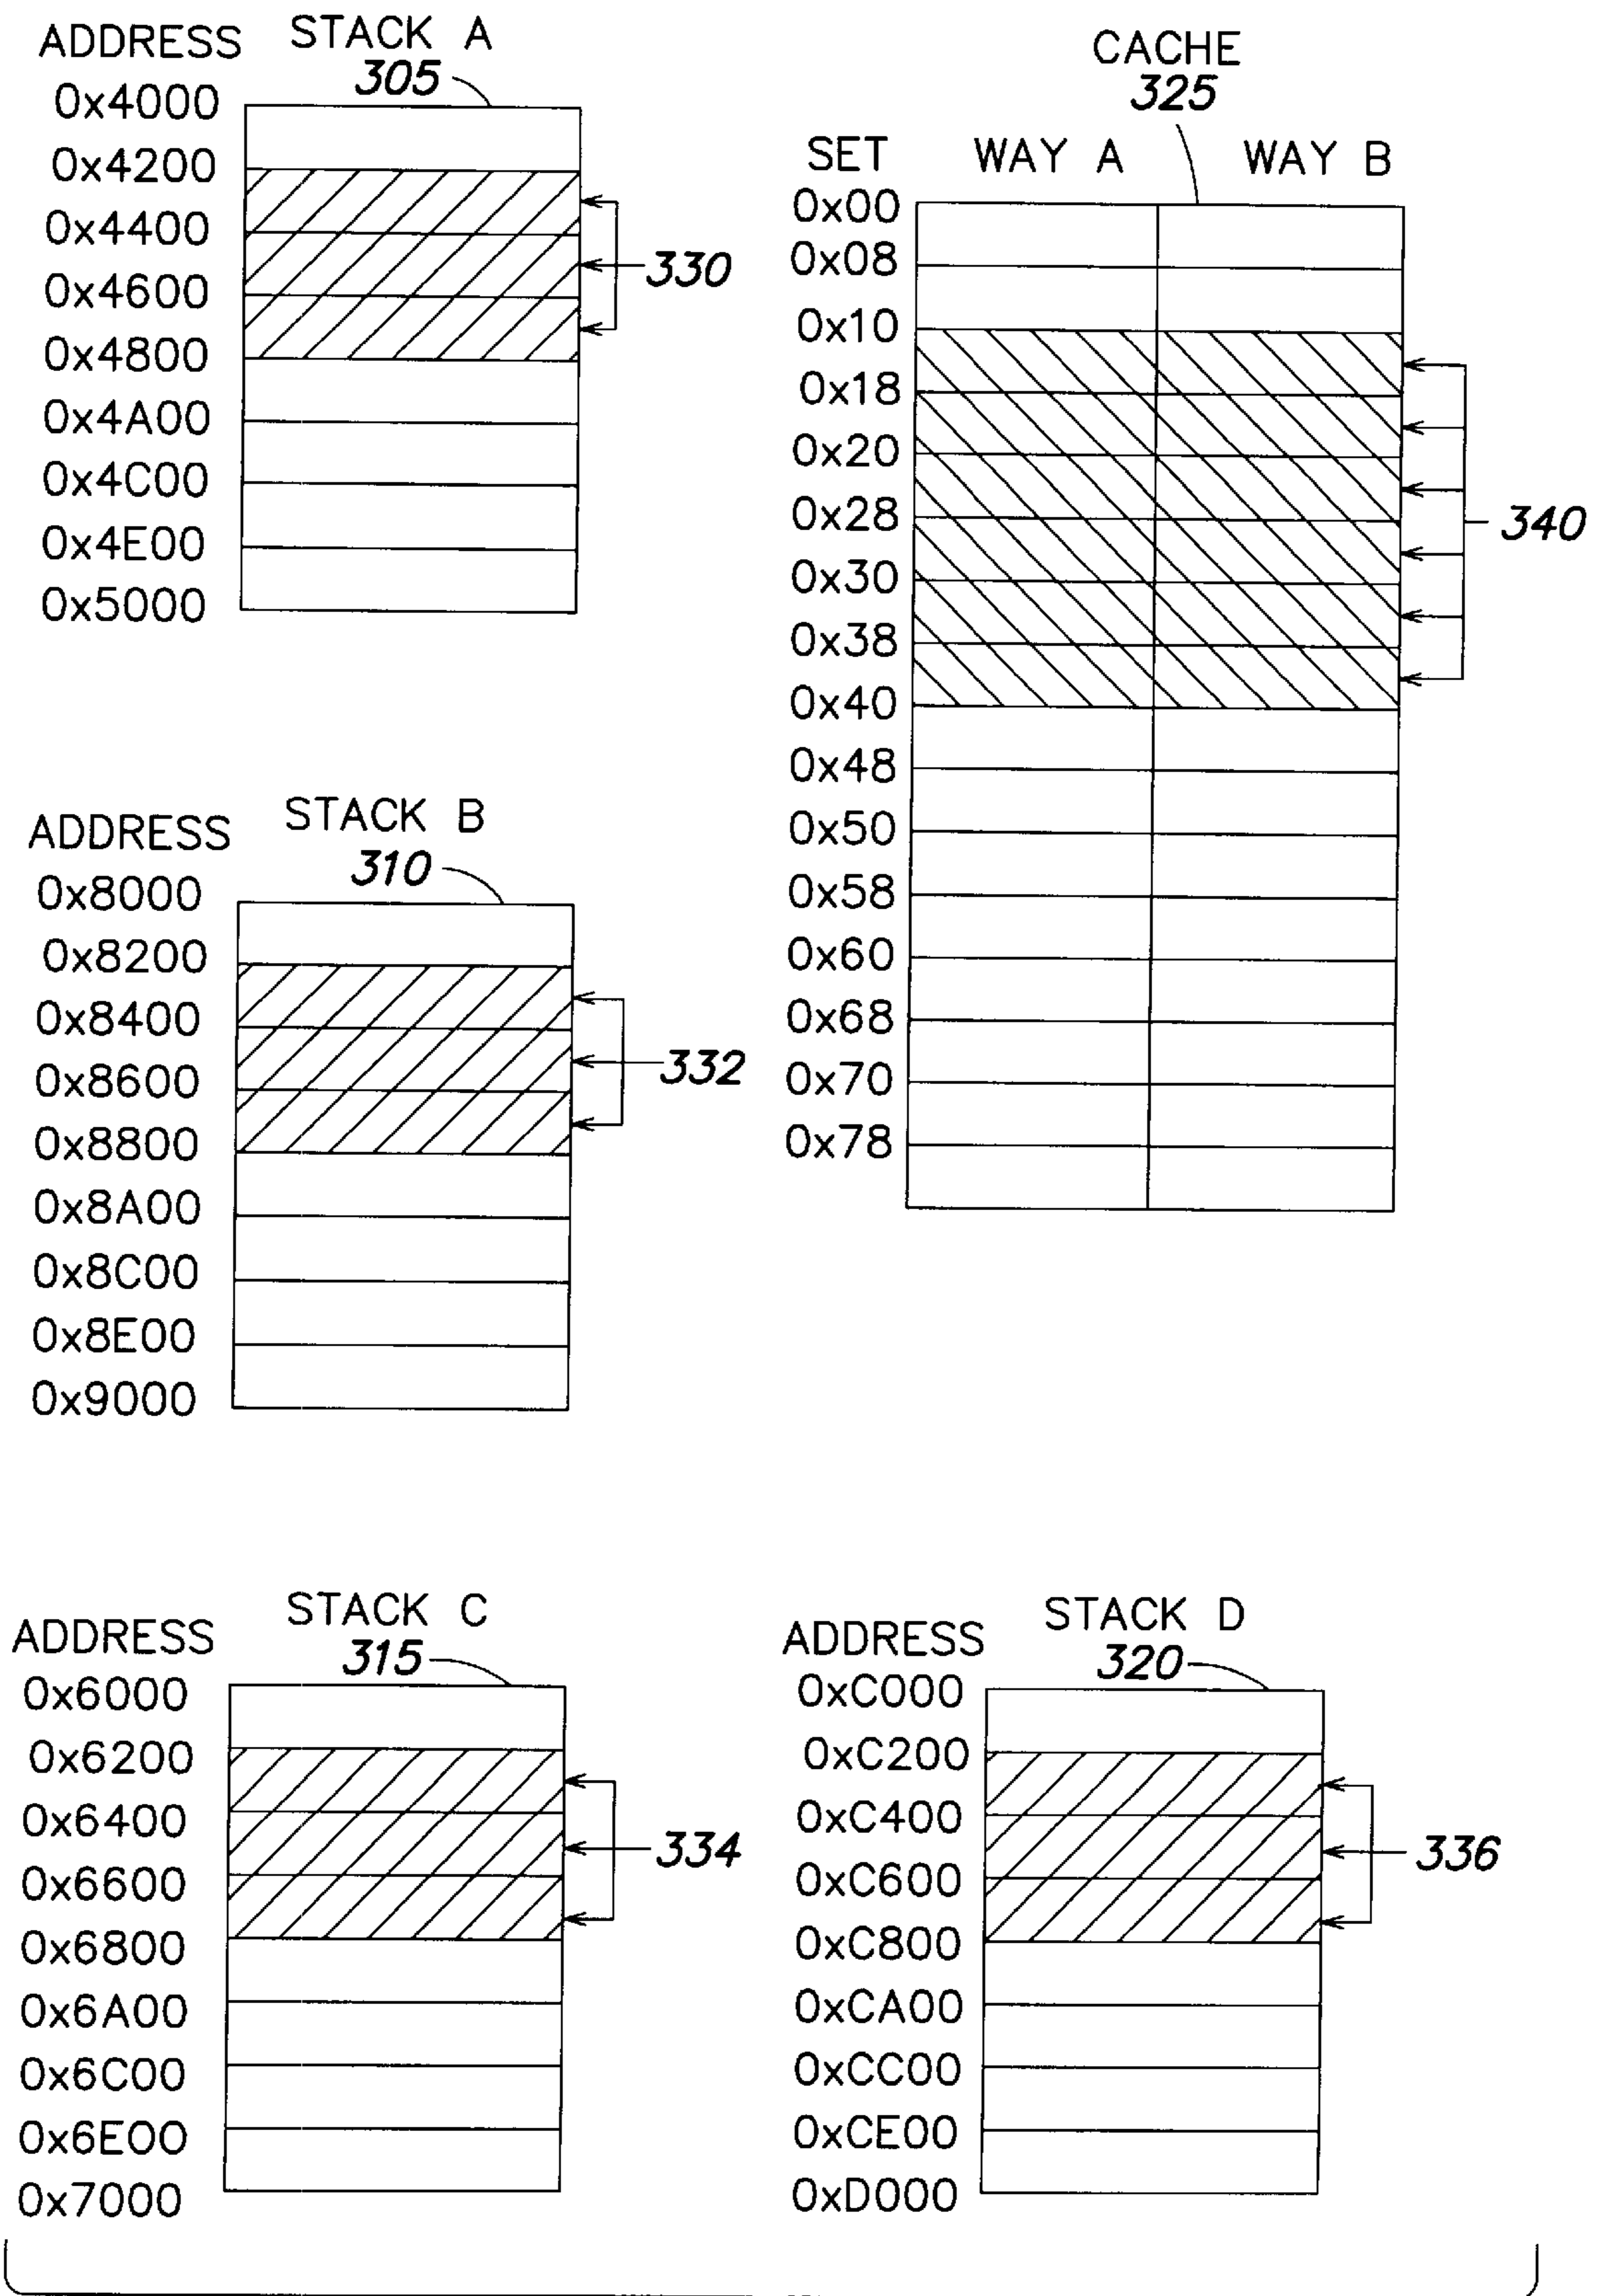 ADDRESS STACK A
305
0x4000
0x4200
0x4400
0x4600
0x4800
0x4A00
0x4C00
0x4E00
0x5000
330
CACHE
325
SET WAY A WAY B
0x00
0x08
0x10
0x18
0x20
0x28
0x30
0x38
0x40
0x48
0x50
0x58
0x60
0x68
0x70
0x78
340
ADDRESS STACK B
310
0x8000
0x8200
0x8400
0x8600
0x8800
0x8A00
0x8C00
0x8E00
0x9000
332
ADDRESS STACK C
315
0x6000
0x6200
0x6400
0x6600
0x6800
0x6A00
0x6C00
0x6E00
0x7000
334
ADDRESS STACK D
320
0xC000
0xC200
0xC400
0xC600
0xC800
0xCA00
0xCC00
0xCE00
0xD000
336